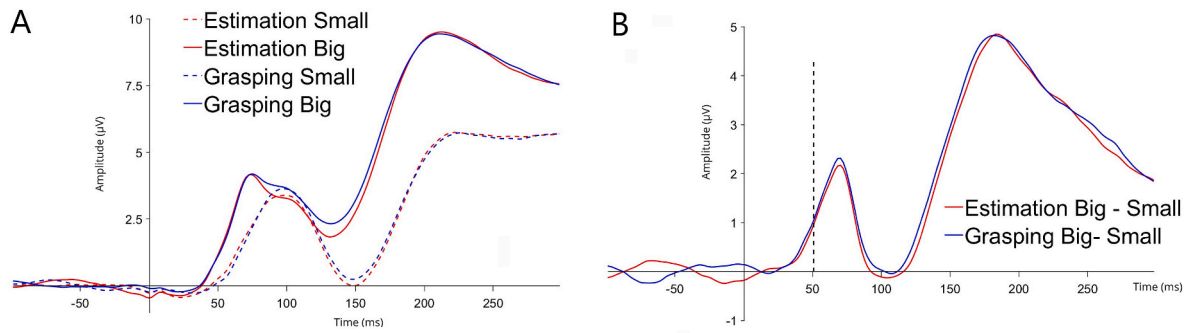 A
Estimation Small
Estimation Big
Grasping Small
Grasping Big
10
7.5
5
2.5
Amplitude (µV)
-50
50
100
150
200
250
Time (ms)
B
5
4
3
2
1
-1
Amplitude (µV)
-50
50
100
150
200
250
Time (ms)
Estimation Big - Small
Grasping Big- Small